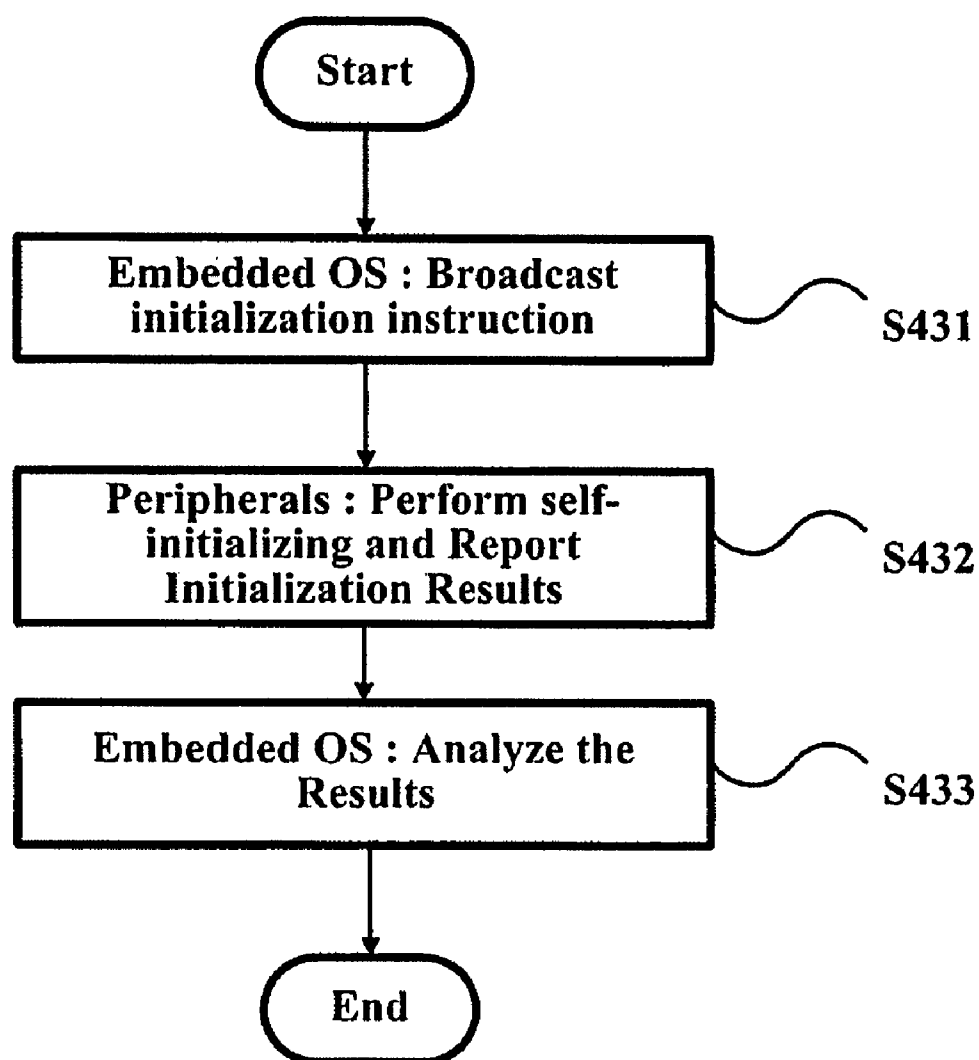 Start
Embedded OS : Broadcast
initialization instruction
S431
Peripherals : Perform self-
initializing and Report
Initialization Results
S432
Embedded OS : Analyze the
Results
S433
End